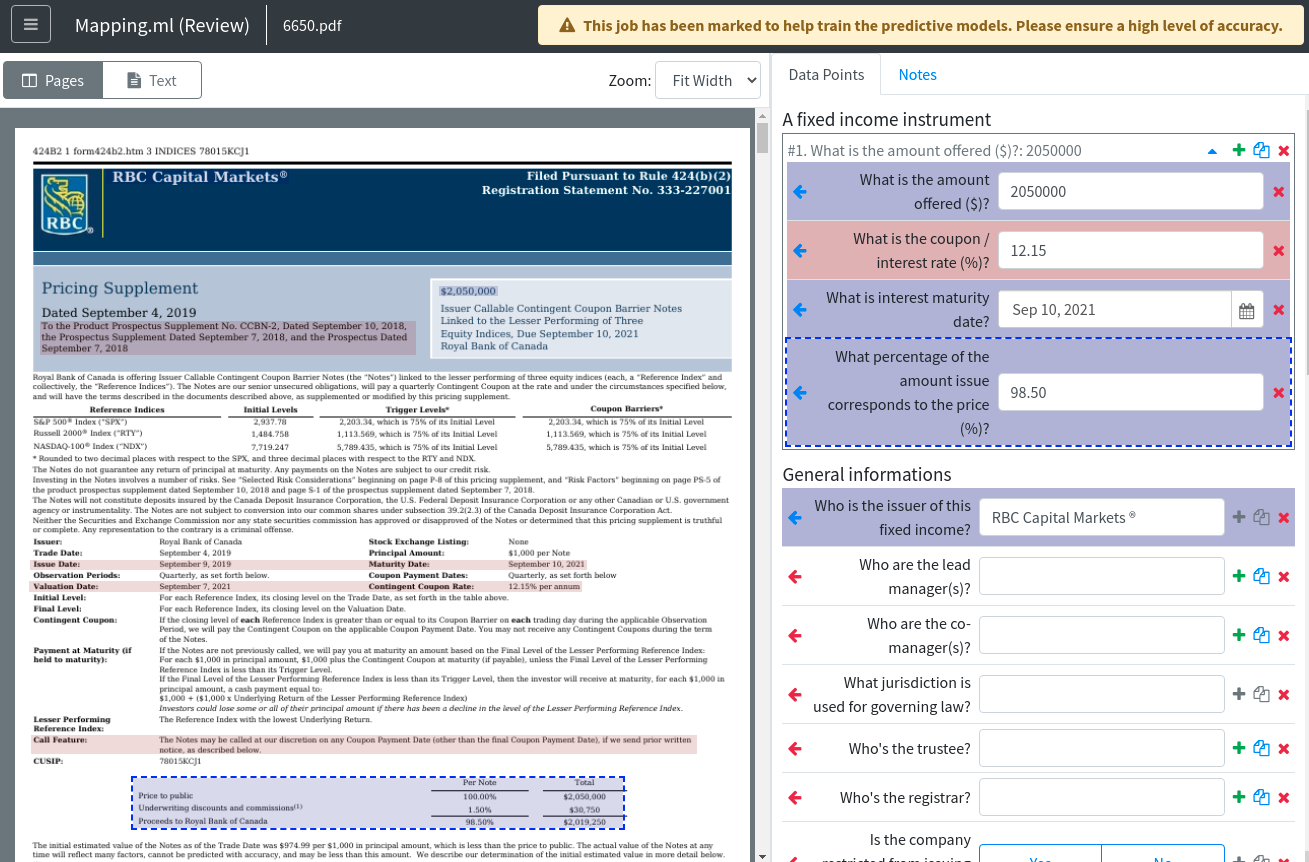 Mapping.ml (Review)
6650.pdf
This job has been marked to help train the predictive models. Please ensure a high level of accuracy.
Pages
Text
Zoom:
Fit Width
424B2 1 form424b2.htm 3 INDICES 78015KCJ1
RBC
®
RBC Capital Markets®
Filed Pursuant to Rule 424(b)(2)
Registration Statement No. 333-227001
Pricing Supplement
Dated September 4, 2019
To the Product Prospectus Supplement No. CCBN-2, Dated September 10, 2018,
the Prospectus Supplement Dated September 7, 2018, and the Prospectus Dated
September 7, 2018
$2,050,000
Issuer Callable Contingent Coupon Barrier Notes
Linked to the Lesser Performing of Three
Equity Indices, Due September 10, 2021
Royal Bank of Canada
Royal Bank of Canada is offering Issuer Callable Contingent Coupon Barrier Notes (the "Notes") linked to the lesser performing of three equity indices (each, a "Reference Index" and
collectively, the "Reference Indices"). The Notes are our senior unsecured obligations, will pay a quarterly Contingent Coupon at the rate and under the circumstances specified below,
and will have the terms described in the documents described above, as supplemented or modified by this pricing supplement.
Reference Indices Initial Levels Trigger Levels* Coupon Barriers*
S&P 500® Index ("SPX") 2,937.78 2,203.34, which is 75% of its Initial Level 2,203.34, which is 75% of its Initial Level
Russell 2000® Index ("RTY") 1,484.758 1,113.569, which is 75% of its Initial Level 1,113.569, which is 75% of its Initial Level
NASDAQ-100® Index ("NDX") 7,719.247 5,789.435, which is 75% of its Initial Level 5,789.435, which is 75% of its Initial Level
* Rounded to two decimal places with respect to the SPX, and three decimal places with respect to the RTY and NDX.
The Notes do not guarantee any return of principal at maturity. Any payments on the Notes are subject to our credit risk.
Investing in the Notes involves a number of risks. See "Selected Risk Considerations" beginning on page P-8 of this pricing supplement, and "Risk Factors" beginning on page PS-5 of
the product prospectus supplement dated September 10, 2018 and page S-1 of the prospectus supplement dated September 7, 2018.
The Notes will not constitute deposits insured by the Canada Deposit Insurance Corporation, the U.S. Federal Deposit Insurance Corporation or any other Canadian or U.S. government
agency or instrumentality. The Notes are not subject to conversion into our common shares under subsection 39.2(2.3) of the Canada Deposit Insurance Corporation Act.
Neither the Securities and Exchange Commission nor any state securities commission has approved or disapproved of the Notes or determined that this pricing supplement is truthful
or complete. Any representation to the contrary is a criminal offense.
Issuer: Royal Bank of Canada Stock Exchange Listing: None
Trade Date: September 4, 2019 Principal Amount: $1,000 per Note
Issue Date: September 9, 2019 Maturity Date: September 10, 2021
Observation Periods: Quarterly, as set forth below. Coupon Payment Dates: Quarterly, as set forth below
Valuation Date: September 7, 2021 Contingent Coupon Rate: 12.15% per annum
Initial Level: For each Reference Index, its closing level on the Trade Date, as set forth in the table above.
Final Level: For each Reference Index, its closing level on the Valuation Date.
Contingent Coupon: If the closing level of each Reference Index is greater than or equal to its Coupon Barrier on each trading day during the applicable Observation
Period, we will pay the Contingent Coupon on the applicable Coupon Payment Date. You may not receive any Contingent Coupons during the term
of the Notes.
Payment at Maturity (if held to maturity): If the Notes are not previously called, we will pay you at maturity an amount based on the Final Level of the Lesser Performing Reference Index:
For each $1,000 in principal amount, $1,000 plus the Contingent Coupon at maturity (if payable), unless the Final Level of the Lesser Performing
Reference Index is less than its Trigger Level.
If the Final Level of the Lesser Performing Reference Index is less than its Trigger Level, then the investor will receive at maturity, for each $1,000 in
principal amount, a cash payment equal to:
$1,000 + ($1,000 x Underlying Return of the Lesser Performing Reference Index)
Investors could lose some or all of their principal amount if there has been a decline in the level of the Lesser Performing Reference Index.
Lesser Performing Reference Index: The Reference Index with the lowest Underlying Return.
Call Feature: The Notes may be called at our discretion on any Coupon Payment Date (other than the final Coupon Payment Date), if we send prior written
notice, as described below.
CUSIP: 78015KCJ1
Per Note Total
Price to public 100.00% $2,050,000
Underwriting discounts and commissions(1) 1.50% $30,750
Proceeds to Royal Bank of Canada 98.50% $2,019,250
The initial estimated value of the Notes as of the Trade Date was $974.99 per $1,000 in principal amount, which is less than the price to public. The actual value of the Notes at any
time will reflect many factors, cannot be predicted with accuracy, and may be less than this amount. We describe our determination of the initial estimated value in more detail below.
Data Points
Notes
A fixed income instrument
#1. What is the amount offered ($)?: 2050000
What is the amount
offered ($)?
2050000
What is the coupon /
interest rate (%)?
12.15
What is interest maturity
date?
Sep 10, 2021
What percentage of the
amount issue
corresponds to the price
(%)?
98.50
General informations
Who is the issuer of this
fixed income?
RBC Capital Markets ®
Who are the lead
manager(s)?
Who are the co-
manager(s)?
What jurisdiction is
used for governing law?
Who's the trustee?
Who's the registrar?
Is the company
restricted from issuing
Yes
No